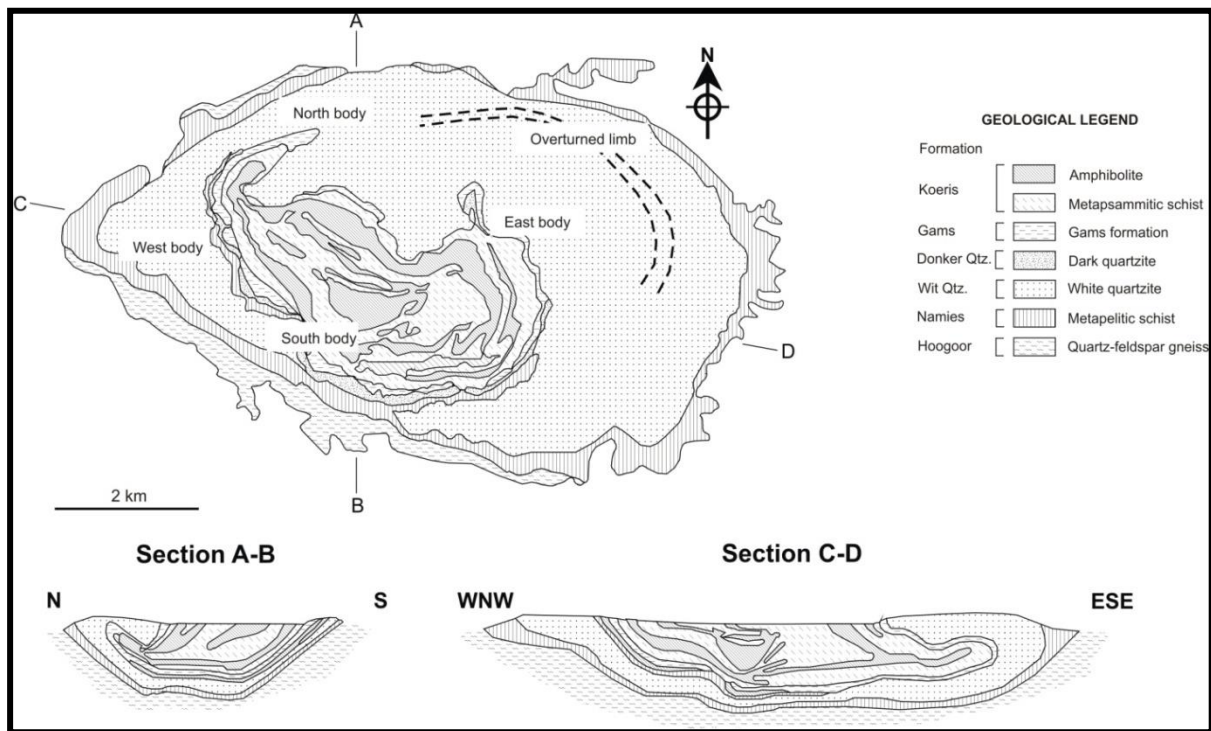 A
N
North body
Overturned limb
C
West body
East body
South body
D
B
2 km
GEOLOGICAL LEGEND
Formation
Koeris
Amphibolite
Metapsammitic schist
Gams
Gams formation
Donker Qtz.
Dark quartzite
Wit Qtz.
White quartzite
Namies
Metapelitic schist
Hoogoor
Quartz-feldspar gneiss
Section A-B
Section C-D
N
S
WNW
ESE